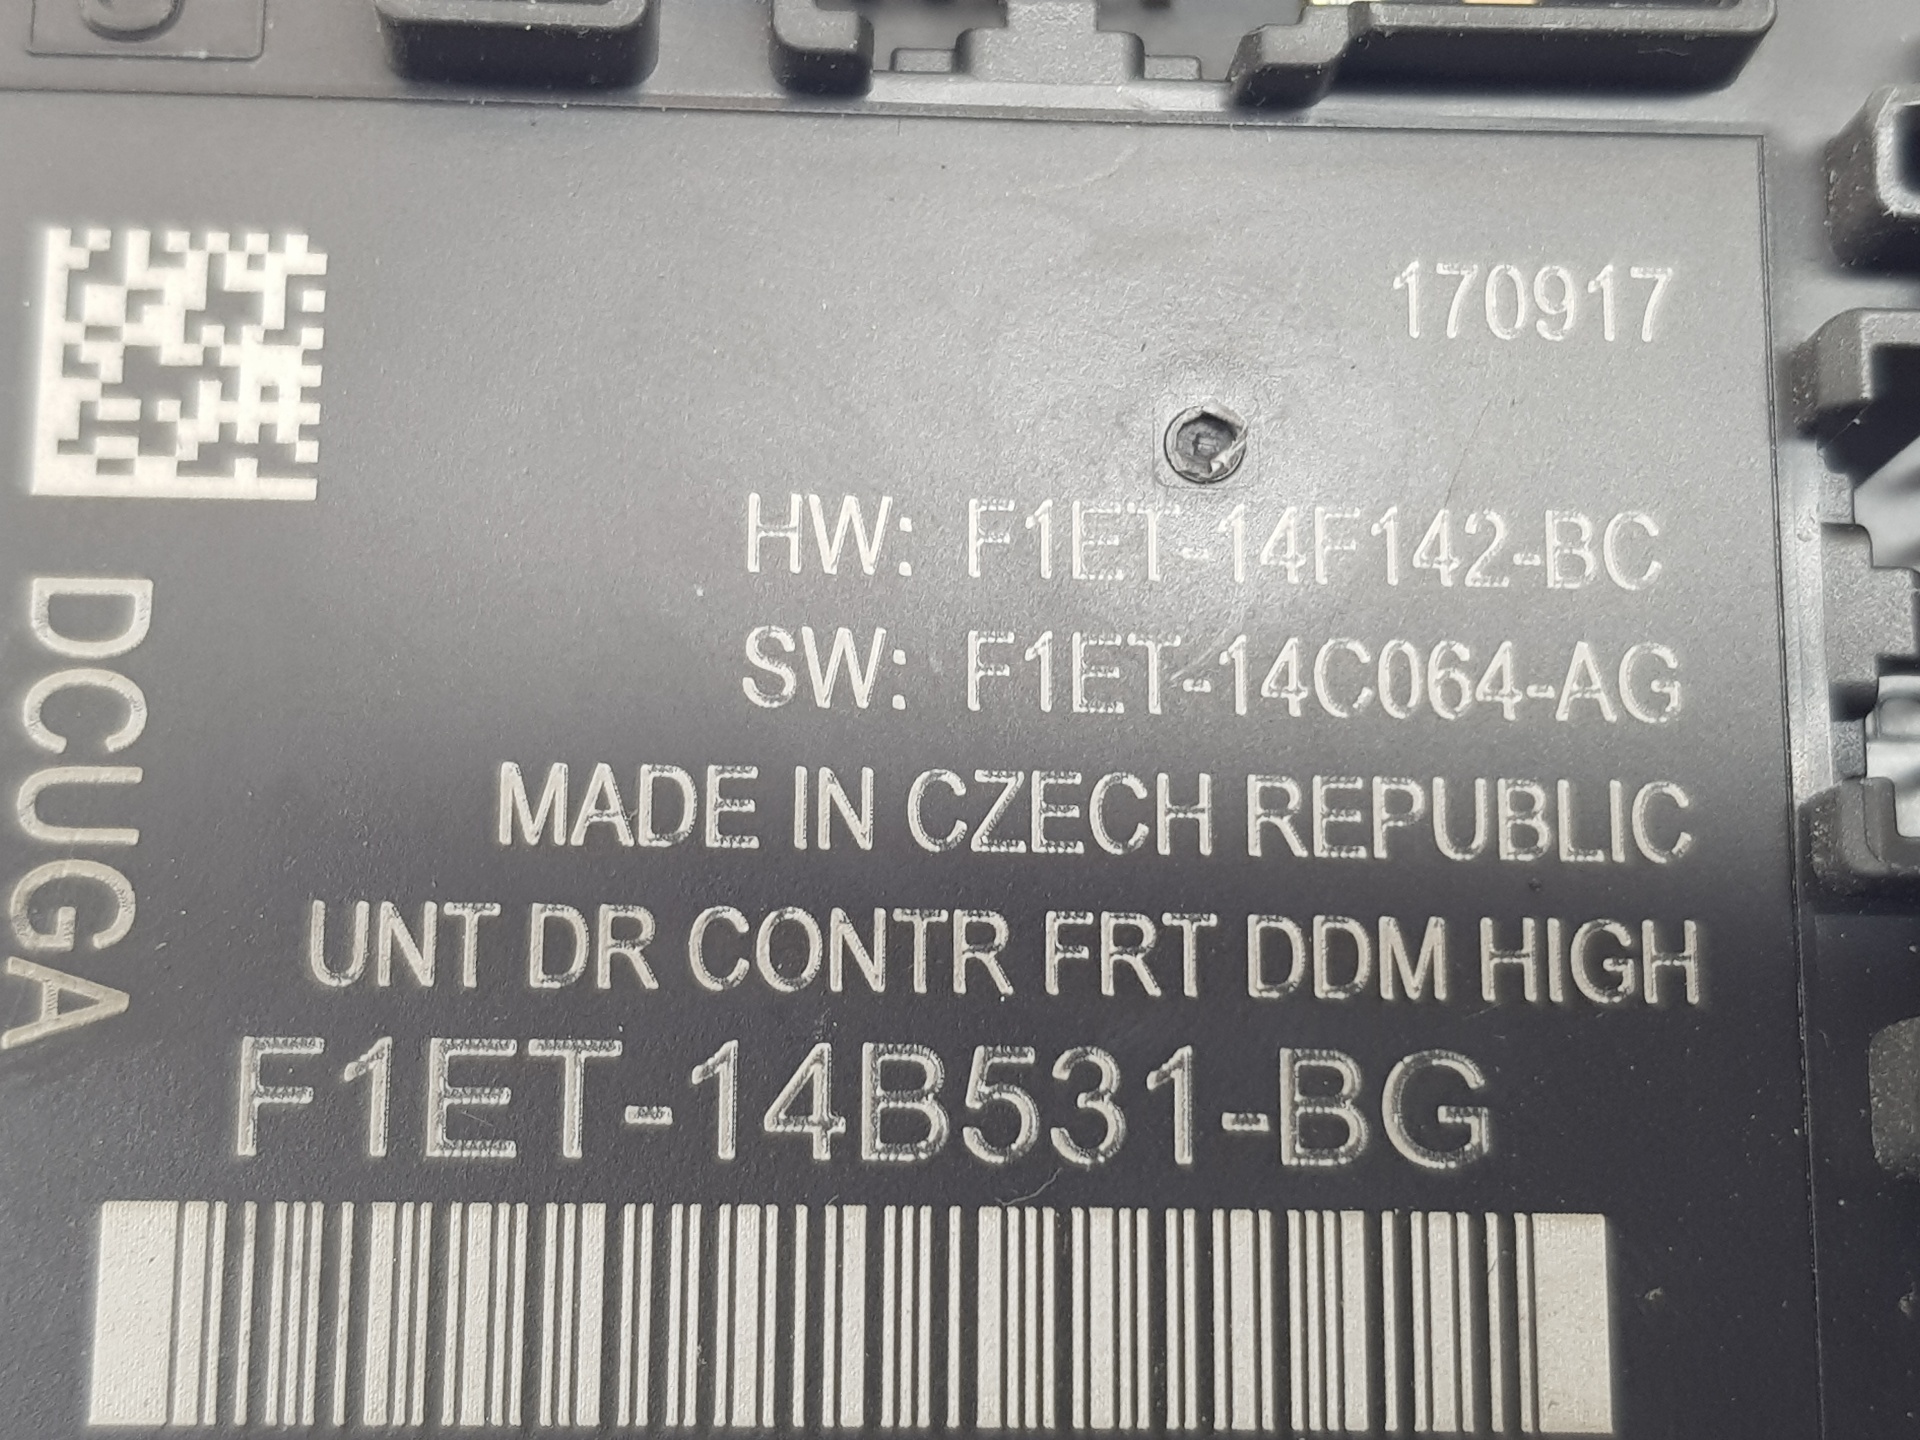 170917
HW: F1ET-14F142-BC
SW: F1ET-14C064-AG
MADE IN CZECH REPUBLIC
UNT DR CONTR FRT DDM HIGH
F1ET-14B531-BG
DCUGA